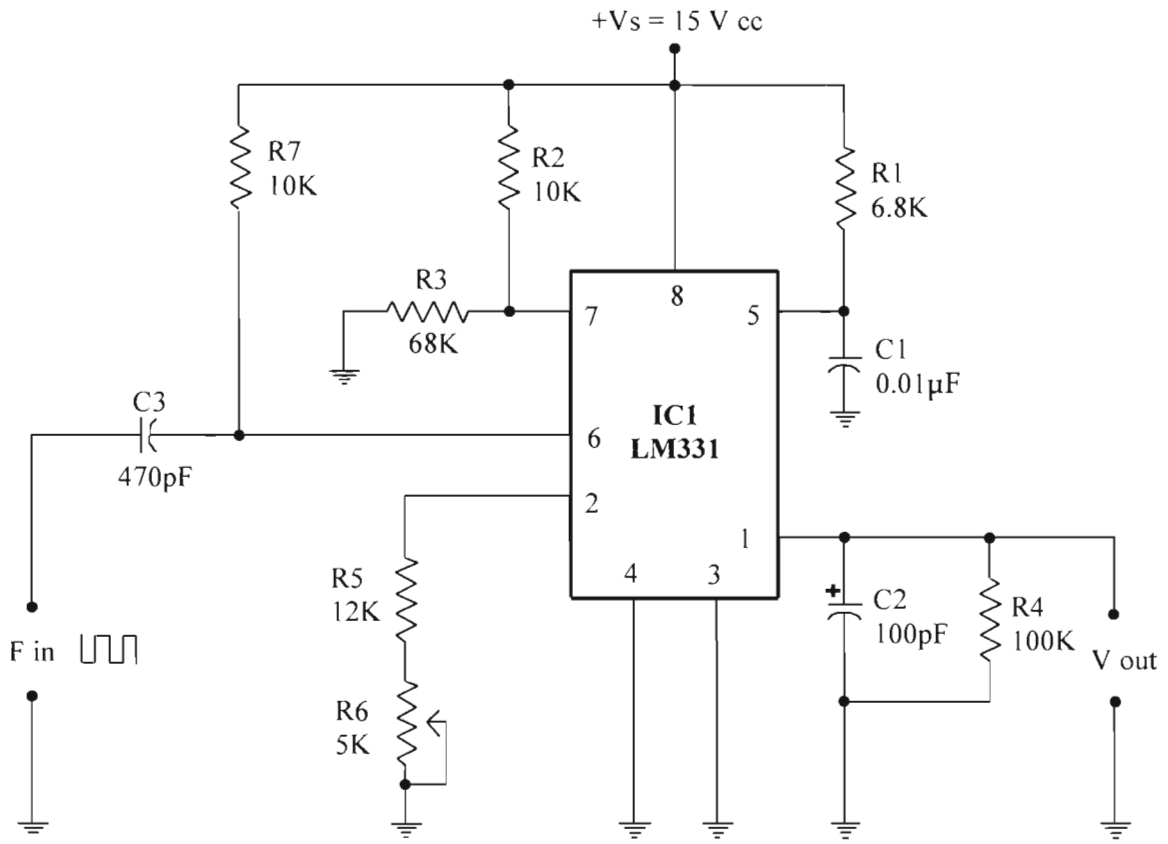 +Vs = 15 V cc
R7
10K
R2
10K
R1
6.8K
R3
68K
8
7
5
C1
0.01µF
C3
470pF
IC1
LM331
6
2
1
4
3
R5
12K
R6
5K
C2
100pF
R4
100K
F in
V out
+